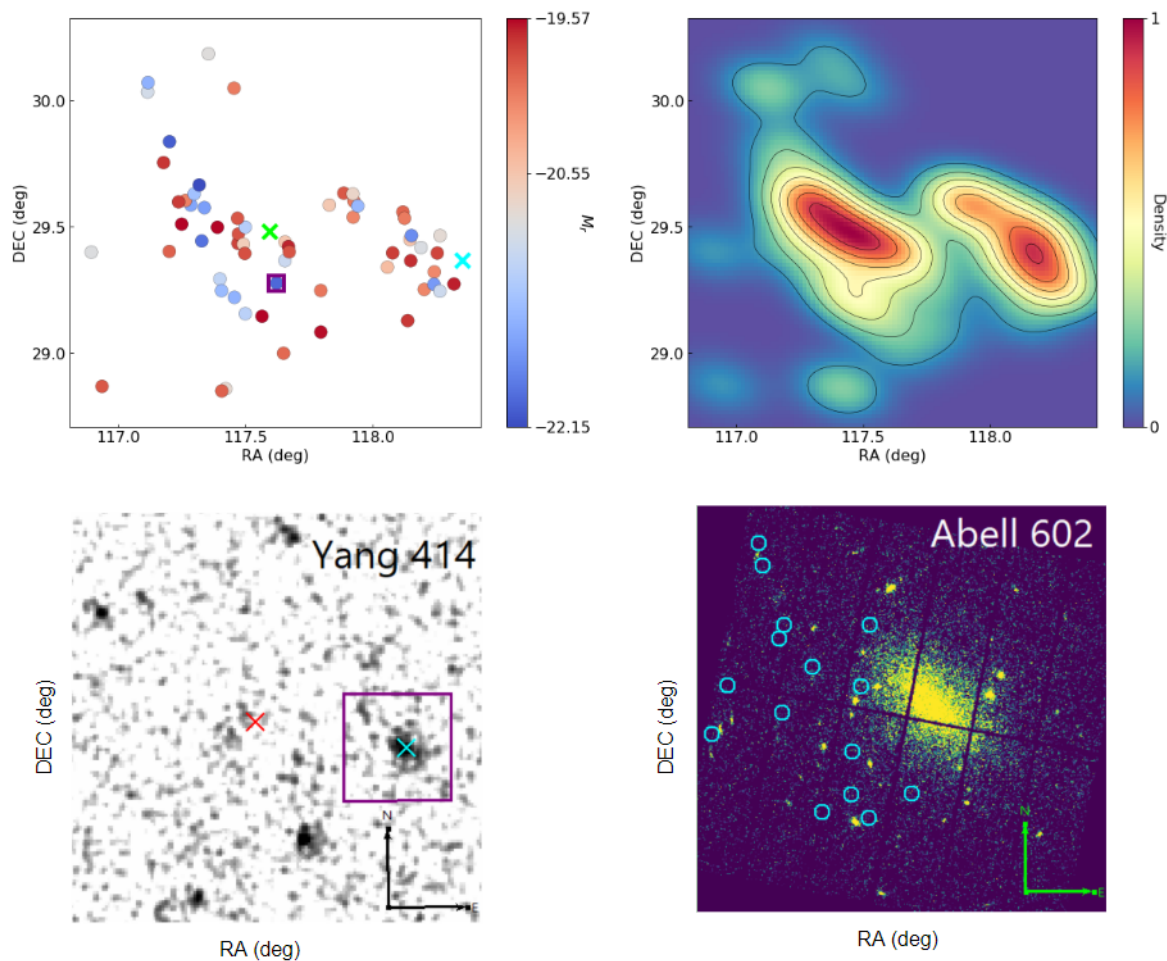 −19.57
1
30.0
30.0
−20.55
DEC (deg)
29.5
Mr
DEC (deg)
29.5
Density
29.0
29.0
−22.15
0
117.0
117.5
118.0
117.0
117.5
118.0
RA (deg)
RA (deg)
Yang 414
Abell 602
DEC (deg)
DEC (deg)
N
N
E
E
RA (deg)
RA (deg)